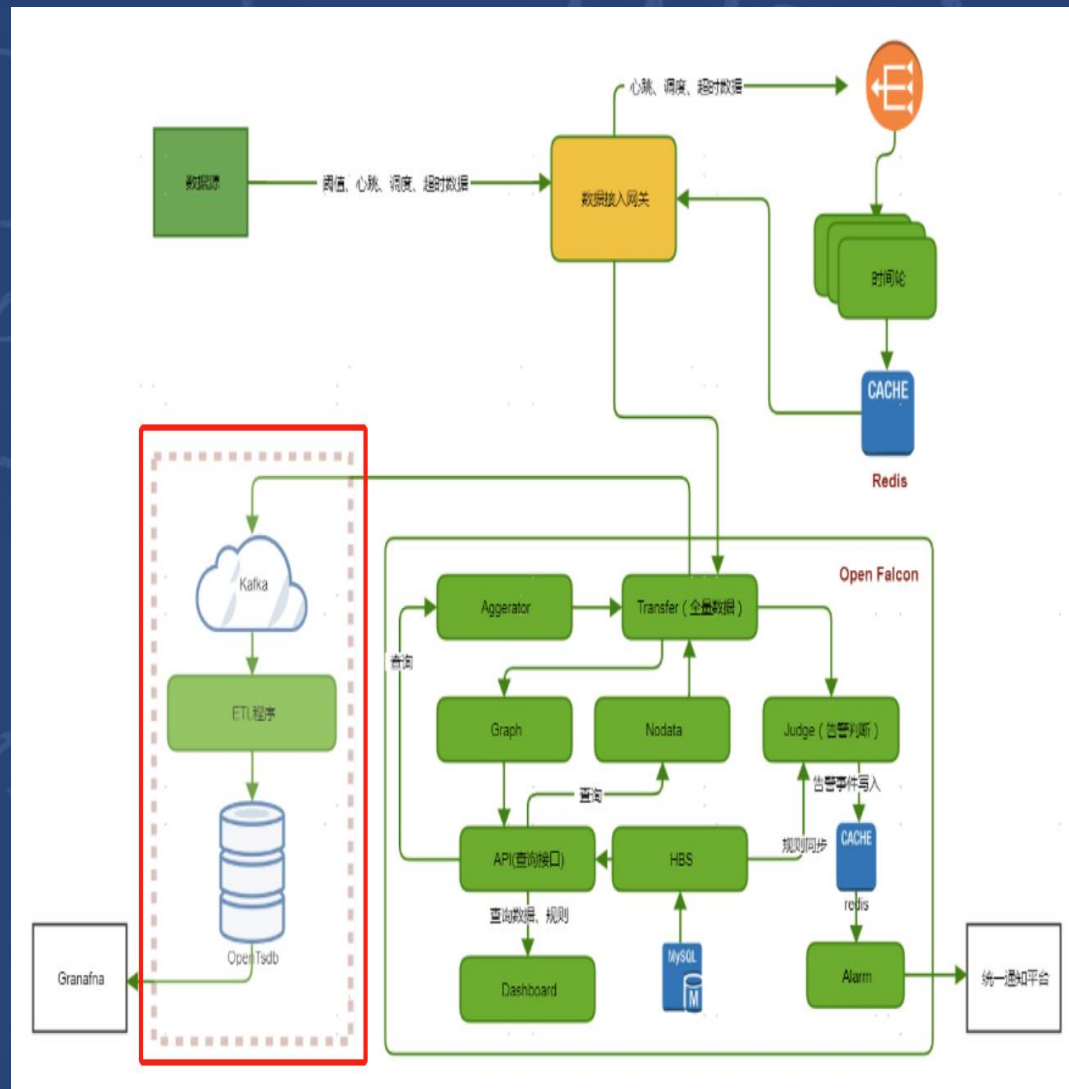 心跳、调度、超时数据
数据源
阈值、心跳、调度、超时数据
数据接入网关
时间轮
CACHE
Redis
Open Falcon
Kafka
Aggerator
Transfer（全量数据）
查询
ETL程序
Graph
Nodata
Judge（告警判断）
告警事件写入
查询
API(查询接口)
HBS
规则同步
CACHE
redis
查询数据、规则
OpenTsdb
MySQL
M
Granafna
Dashboard
Alarm
统一通知平台